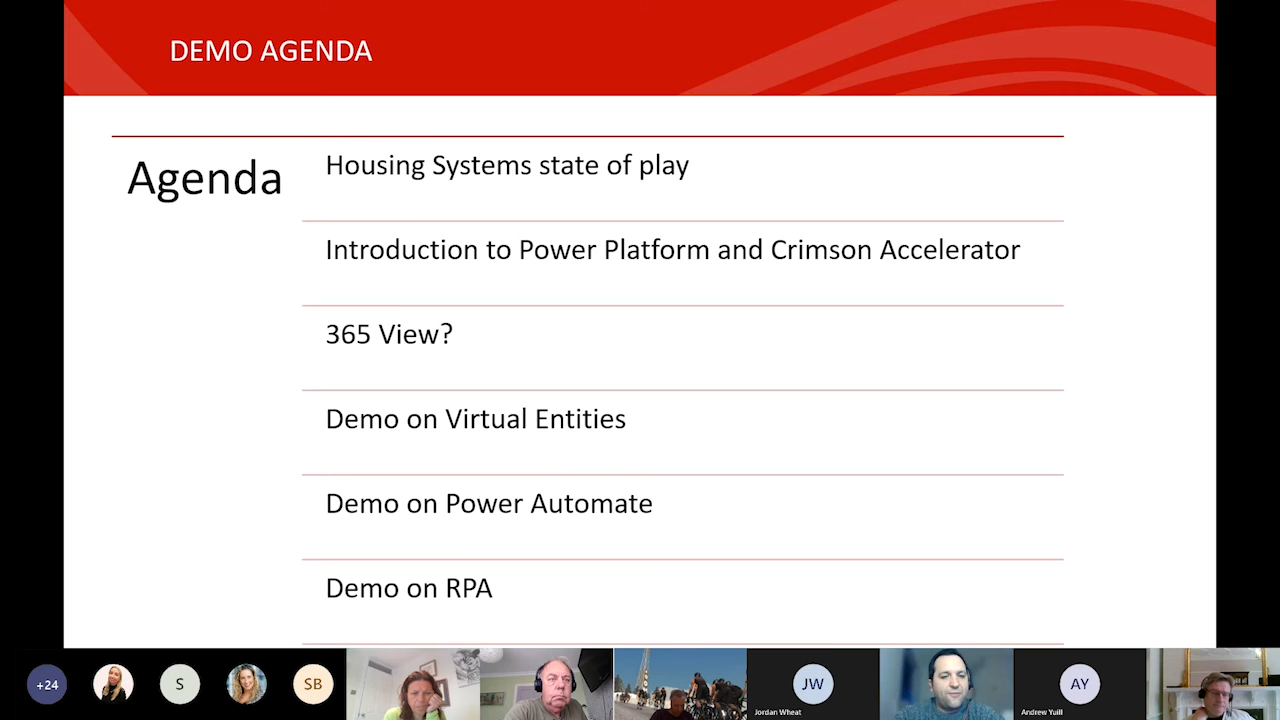 DEMO AGENDA
Agenda
Housing Systems state of play
Introduction to Power Platform and Crimson Accelerator
365 View?
Demo on Virtual Entities
Demo on Power Automate
Demo on RPA
+24
S
SB
JW
Jordan Wheat
AY
Andrew Yuill